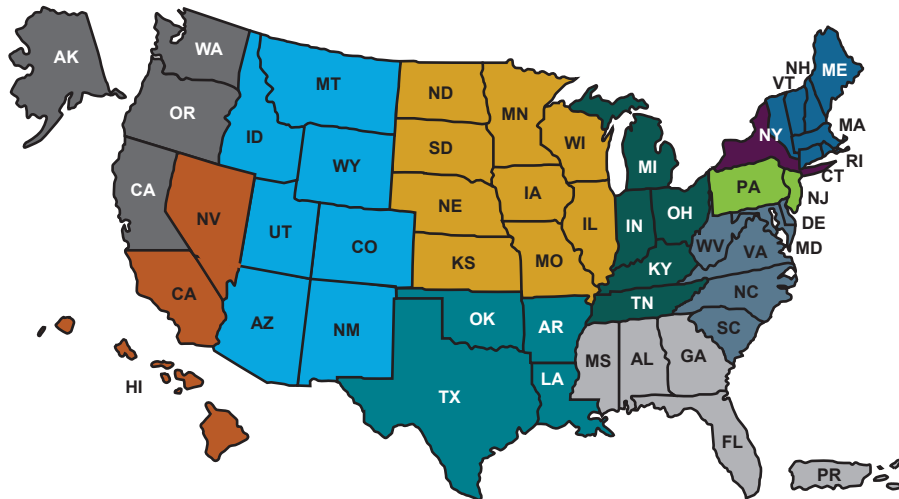 AK
WA
OR
CA
NV
CA
HI
MT
ID
WY
UT
CO
AZ
NM
ND
SD
NE
KS
MN
IA
MO
WI
IL
OK
TX
AR
LA
MI
IN
OH
KY
TN
MS
AL
GA
FL
PR
WV
VA
NC
SC
DE
MD
PA
NJ
NY
VT
NH
ME
MA
RI
CT